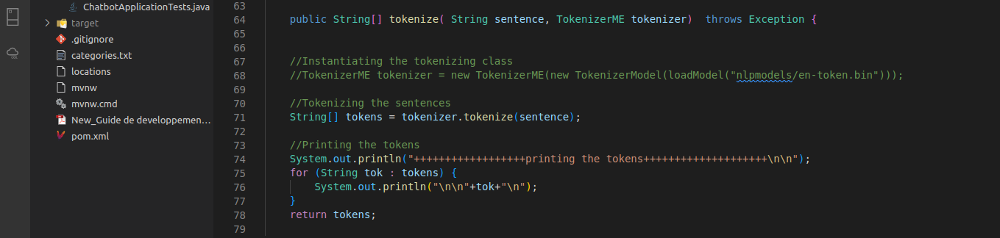 ChatbotApplicationTests.java
target
.gitignore
categories.txt
locations
mvnw
mvnw.cmd
New_Guide de developpemen...
pom.xml
63
64 public String[] tokenize( String sentence, TokenizerME tokenizer)  throws Exception {
65
66
67 //Instantiating the tokenizing class
68 //TokenizerME tokenizer = new TokenizerME(new TokenizerModel(loadModel("nlpmodels/en-token.bin")));
69
70 //Tokenizing the sentences
71 String[] tokens = tokenizer.tokenize(sentence);
72
73 //Printing the tokens
74 System.out.println("++++++++++++++++++printing the tokens++++++++++++++++++++\n\n");
75 for (String tok : tokens) {
76 System.out.println("\n\n"+tok+"\n");
77 }
78 return tokens;
79